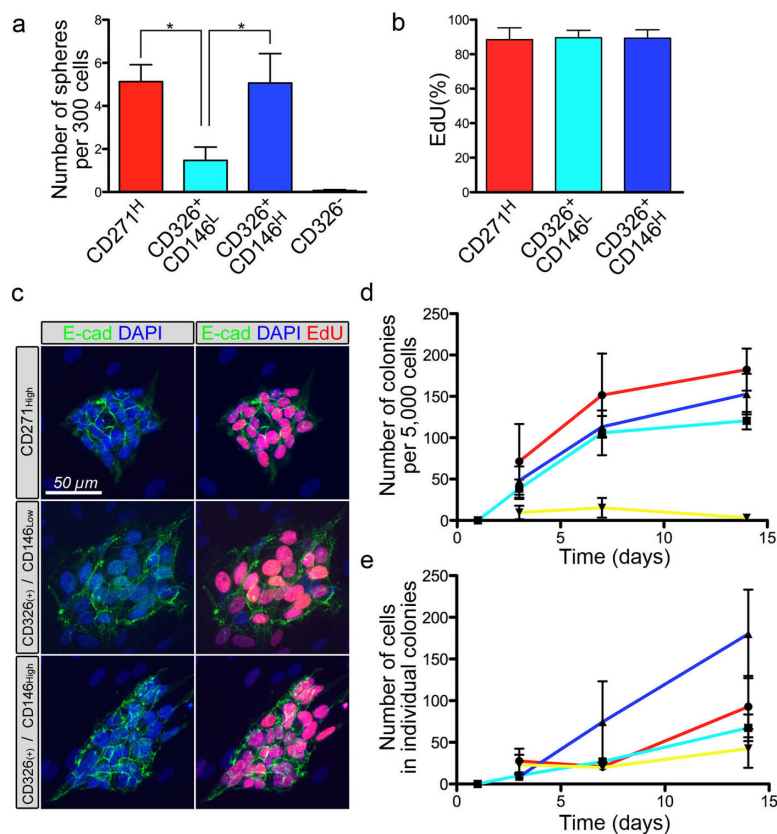 a
Number of spheres
per 300 cells
6
4
2
0
*
*
CD271H
CD326+
CD146L
CD326+
CD146H
CD326-
b
EdU(%)
100
80
60
40
20
0
CD271H
CD326+
CD146L
CD326+
CD146H
c
E-cad DAPI
E-cad DAPI EdU
CD271High
50 µm
CD326(+) / CD146Low
CD326(+) / CD146High
d
Number of colonies
per 5,000 cells
250
200
150
100
50
0
0
5
10
15
Time (days)
e
Number of cells
in individual colonies
250
200
150
100
50
0
0
5
10
15
Time (days)